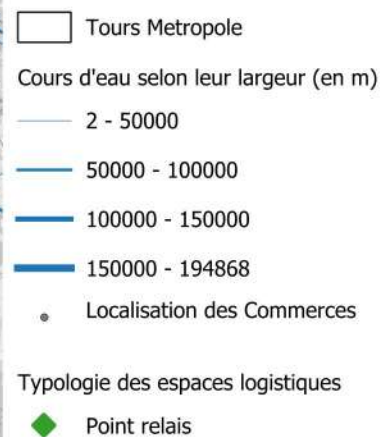 Tours Metropole
Cours d'eau selon leur largeur (en m)
2 - 50000
50000 - 100000
100000 - 150000
150000 - 194868
Localisation des Commerces
Typologie des espaces logistiques
Point relais